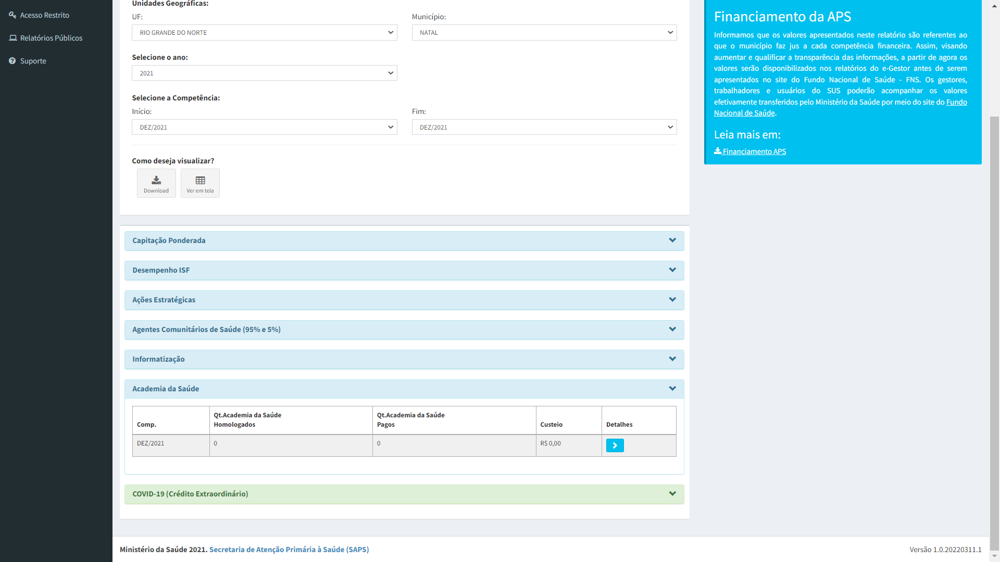 Acesso Restrito
Relatórios Públicos
Suporte
Unidades Geográficas:
UF:
Município:
RIO GRANDE DO NORTE
NATAL
Selecione o ano:
2021
Selecione a Competência:
Início:
Fim:
DEZ/2021
DEZ/2021
Como deseja visualizar?
Download
Ver em tela
Capitação Ponderada
Desempenho ISF
Ações Estratégicas
Agentes Comunitários de Saúde (95% e 5%)
Informatização
Academia da Saúde
Comp.
Qt.Academia da Saúde
Homologados
Qt.Academia da Saúde
Pagos
Custeio
Detalhes
DEZ/2021
0
0
R$ 0,00
COVID-19 (Crédito Extraordinário)
Financiamento da APS
Informamos que os valores apresentados neste relatório são referentes ao
que o município faz jus a cada competência financeira. Assim, visando
aumentar e qualificar a transparência das informações, a partir de agora os
valores serão disponibilizados nos relatórios do e-Gestor antes de serem
apresentados no site do Fundo Nacional de Saúde - FNS. Os gestores,
trabalhadores e usuários do SUS poderão acompanhar os valores
efetivamente transferidos pelo Ministério da Saúde por meio do site do Fundo
Nacional de Saúde.
Leia mais em:
Financiamento APS
Ministério da Saúde 2021. Secretaria de Atenção Primária à Saúde (SAPS)
Versão 1.0.20220311.1